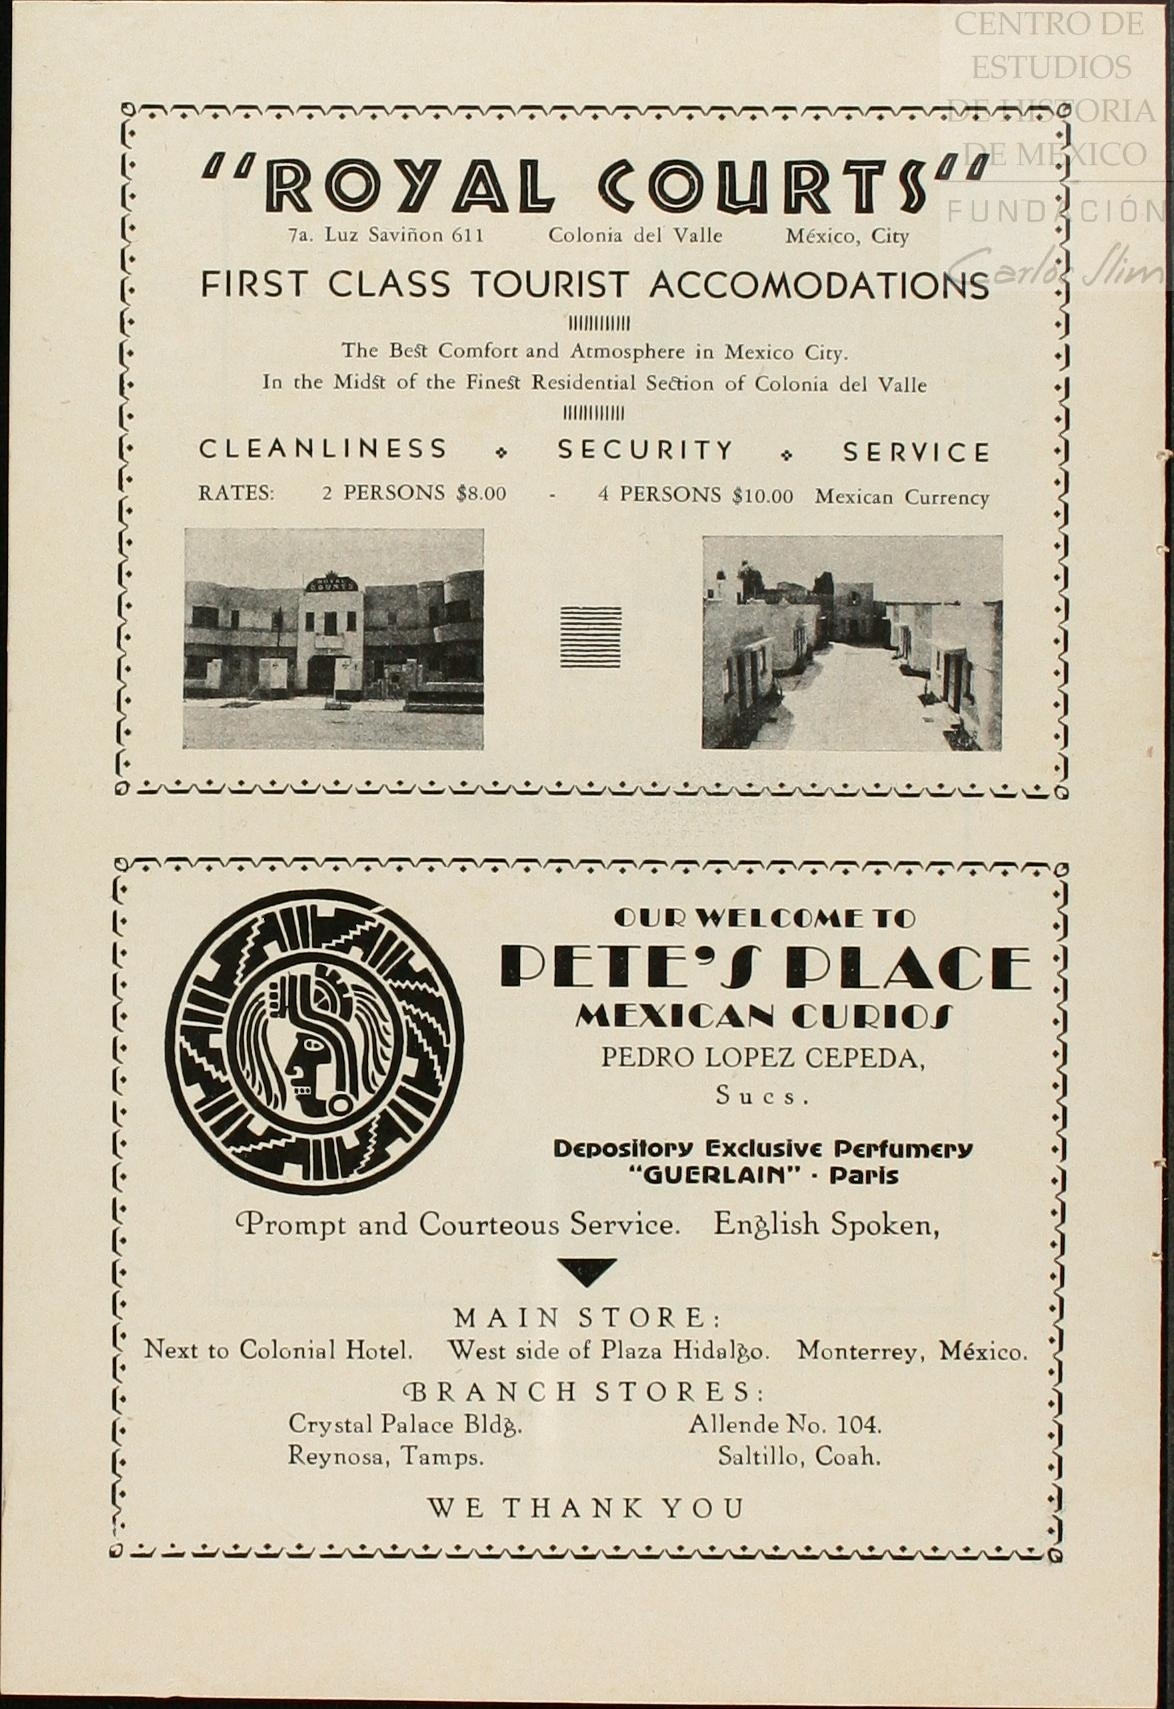 CENTRO DE
ESTUDIOS
DE HISTORIA
DE MEXICO
FUNDACIÓN
Carlos Slim
"ROYAL COURTS"
7a. Luz Saviñon 611 Colonia del Valle México, City
FIRST CLASS TOURIST ACCOMODATIONS
The Best Comfort and Atmosphere in Mexico City.
In the Midst of the Finest Residential Section of Colonia del Valle
CLEANLINESS SECURITY SERVICE
RATES: 2 PERSONS $8.00 - 4 PERSONS $10.00 Mexican Currency
ROYAL
COURTS
OUR WELCOME TO
PETE'S PLACE
MEXICAN CURIOS
PEDRO LOPEZ CEPEDA,
Sucs.
Depository Exclusive Perfumery
"GUERLAIN" · Paris
Prompt and Courteous Service. English Spoken,
MAIN STORE:
Next to Colonial Hotel. West side of Plaza Hidalgo. Monterrey, México.
BRANCH STORES:
Crystal Palace Bldg. Allende No. 104.
Reynosa, Tamps. Saltillo, Coah.
WE THANK YOU